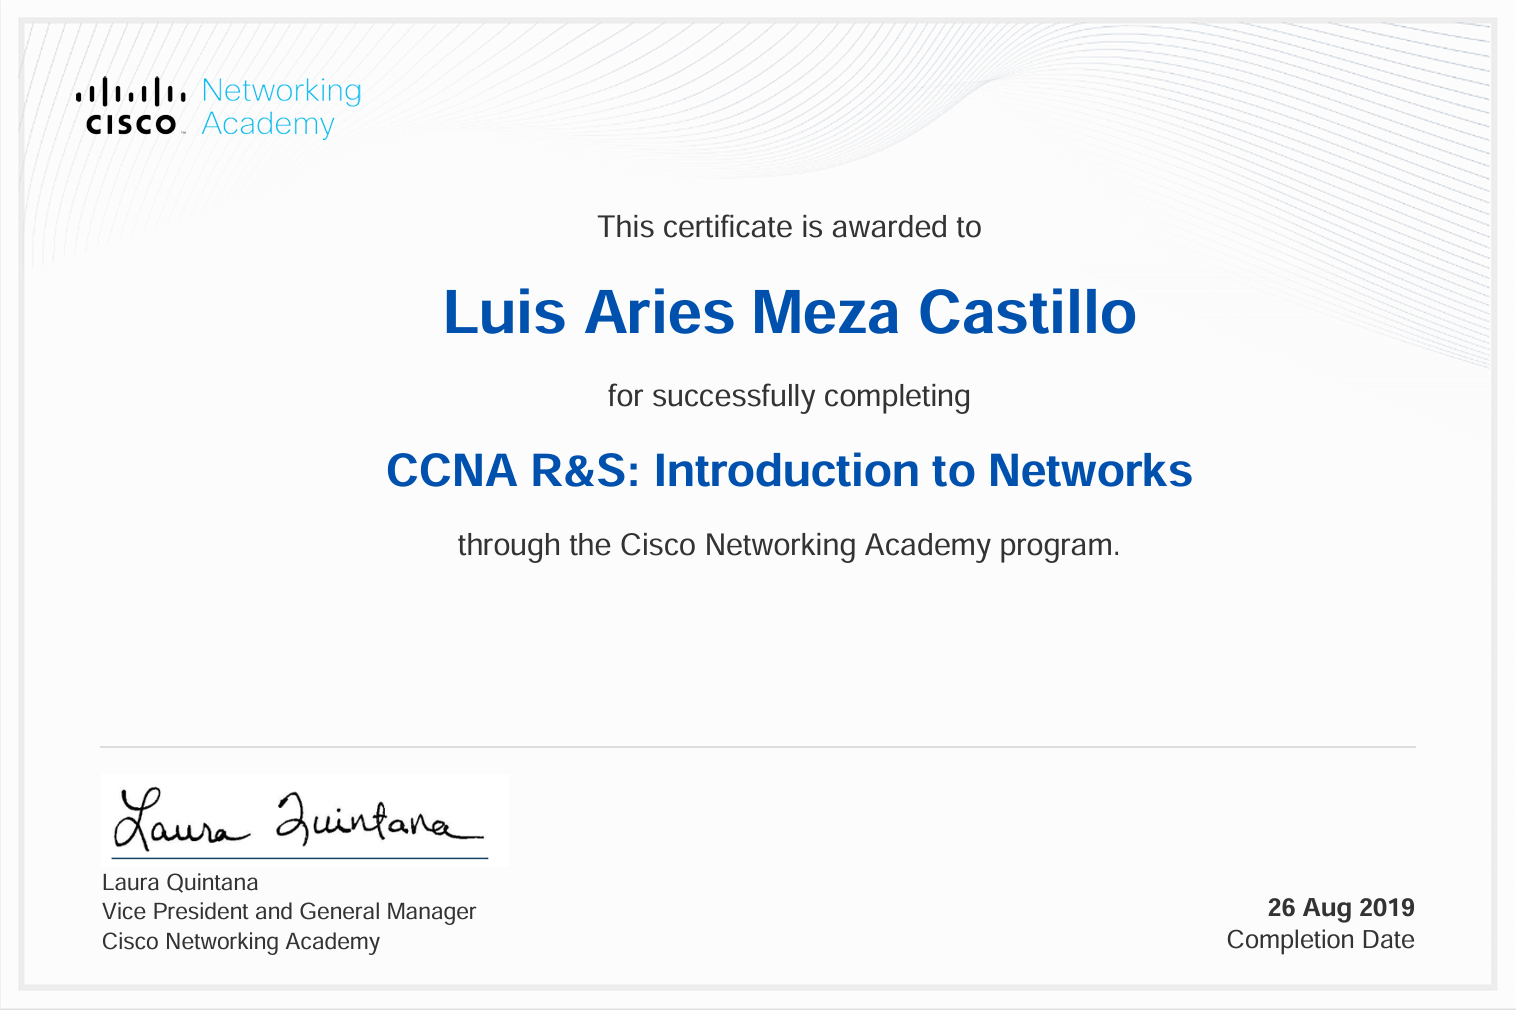 CISCO™ Networking Academy
This certificate is awarded to
Luis Aries Meza Castillo
for successfully completing
CCNA R&S: Introduction to Networks
through the Cisco Networking Academy program.
Laura Quintana
Laura Quintana
Vice President and General Manager
Cisco Networking Academy
26 Aug 2019
Completion Date